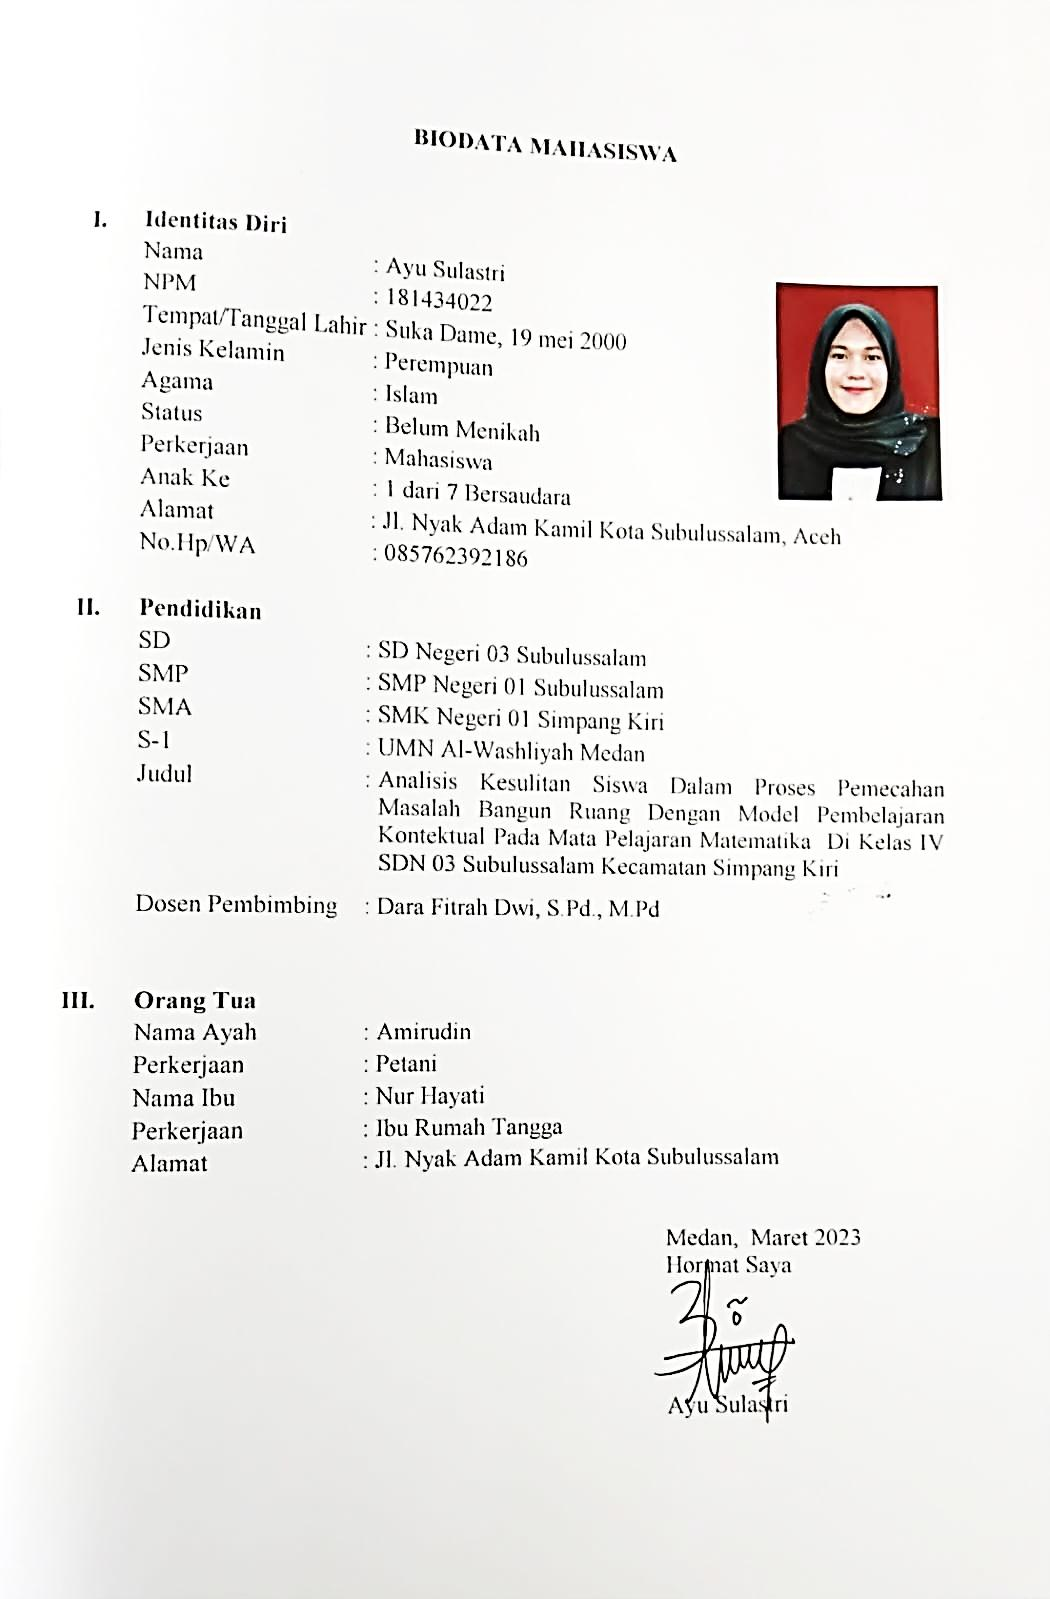 BIODATA MAHASISWA
I. Identitas Diri
Nama : Ayu Sulastri
NPM : 181434022
Tempat/Tanggal Lahir : Suka Dame, 19 mei 2000
Jenis Kelamin : Perempuan
Agama : Islam
Status : Belum Menikah
Perkerjaan : Mahasiswa
Anak Ke : 1 dari 7 Bersaudara
Alamat : Jl. Nyak Adam Kamil Kota Subulussalam, Aceh
No.Hp/WA : 085762392186
II. Pendidikan
SD : SD Negeri 03 Subulussalam
SMP : SMP Negeri 01 Subulussalam
SMA : SMK Negeri 01 Simpang Kiri
S-1 : UMN Al-Washliyah Medan
Judul : Analisis Kesulitan Siswa Dalam Proses Pemecahan
Masalah Bangun Ruang Dengan Model Pembelajaran
Kontektual Pada Mata Pelajaran Matematika Di Kelas IV
SDN 03 Subulussalam Kecamatan Simpang Kiri
Dosen Pembimbing : Dara Fitrah Dwi, S.Pd., M.Pd
III. Orang Tua
Nama Ayah : Amirudin
Perkerjaan : Petani
Nama Ibu : Nur Hayati
Perkerjaan : Ibu Rumah Tangga
Alamat : Jl. Nyak Adam Kamil Kota Subulussalam
Medan, Maret 2023
Hormat Saya
Ayu Sulastri